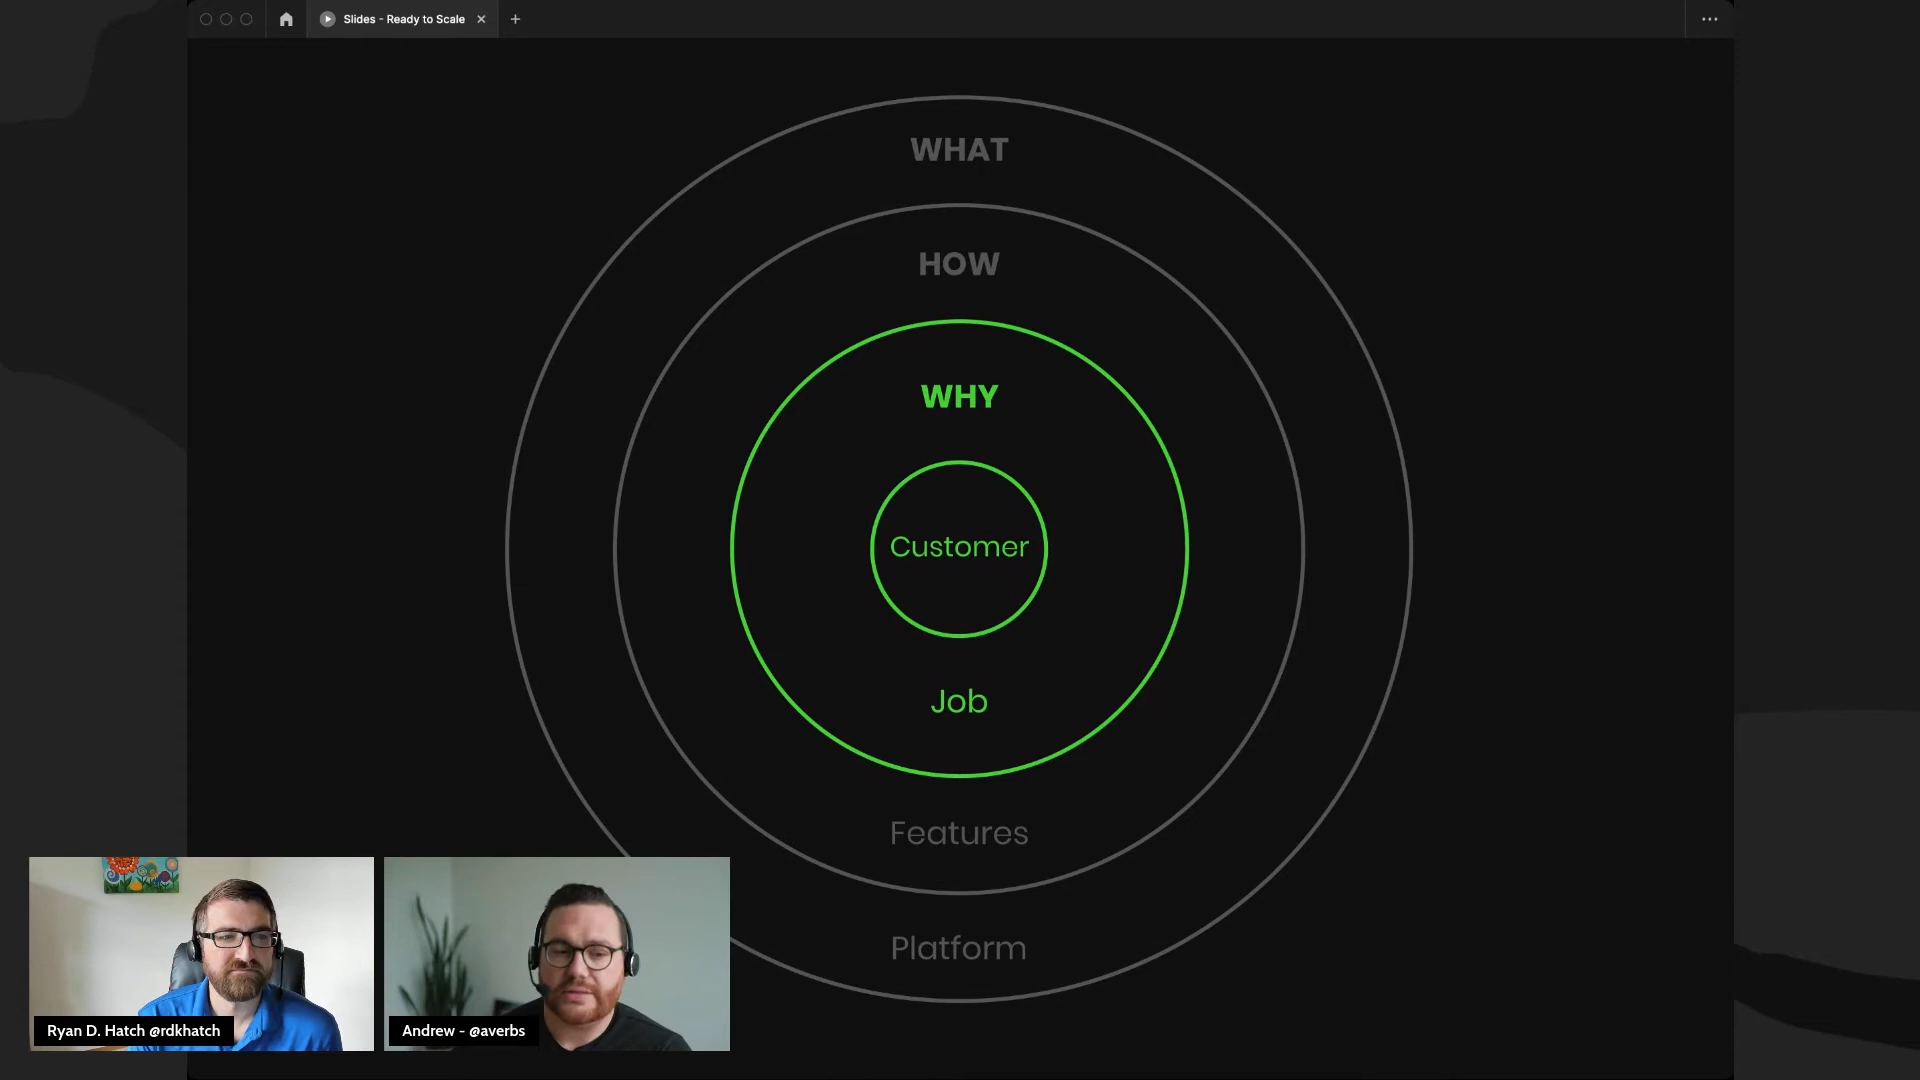 Slides - Ready to Scale
WHAT
HOW
WHY
Customer
Job
Features
Platform
Ryan D. Hatch @rdkhatch
Andrew - @averbs